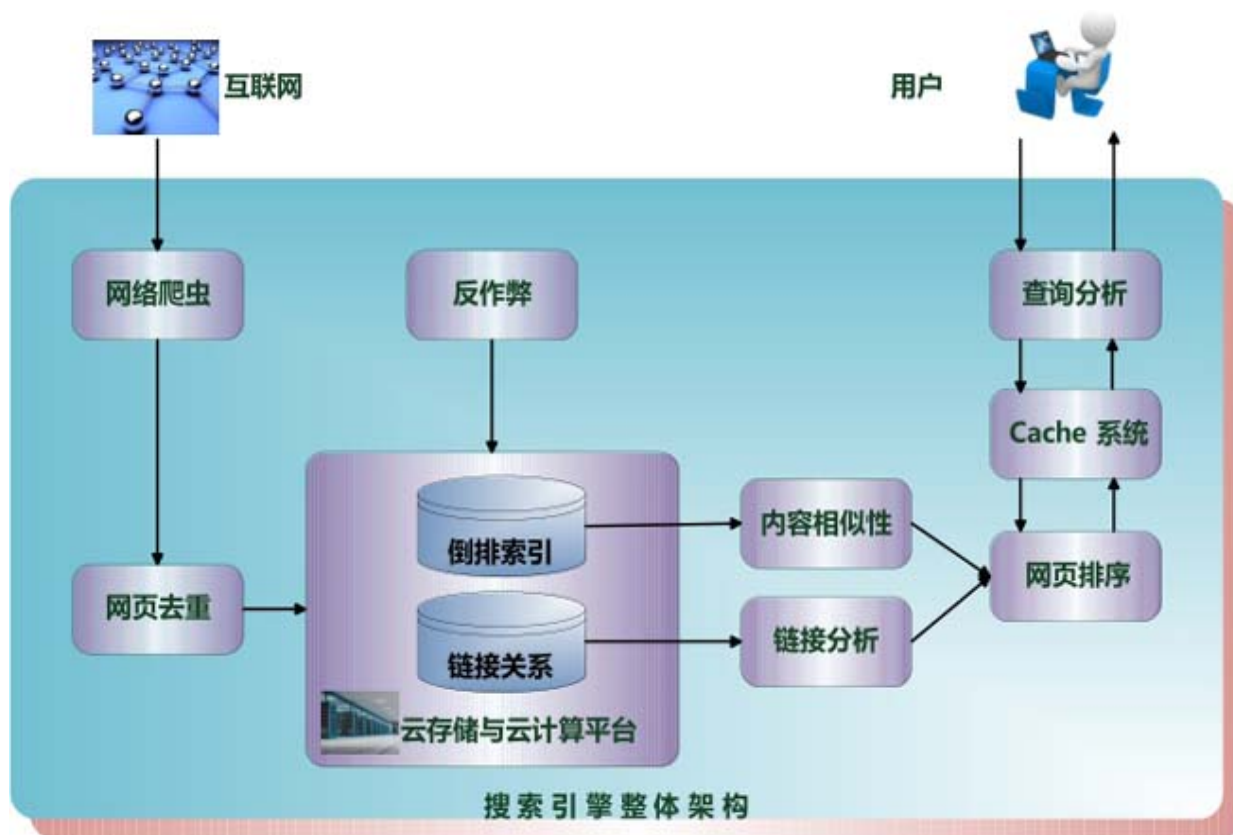 互联网
用户
网络爬虫
反作弊
查询分析
Cache 系统
倒排索引
内容相似性
网页排序
网页去重
链接关系
链接分析
云存储与云计算平台
搜索引擎整体架构